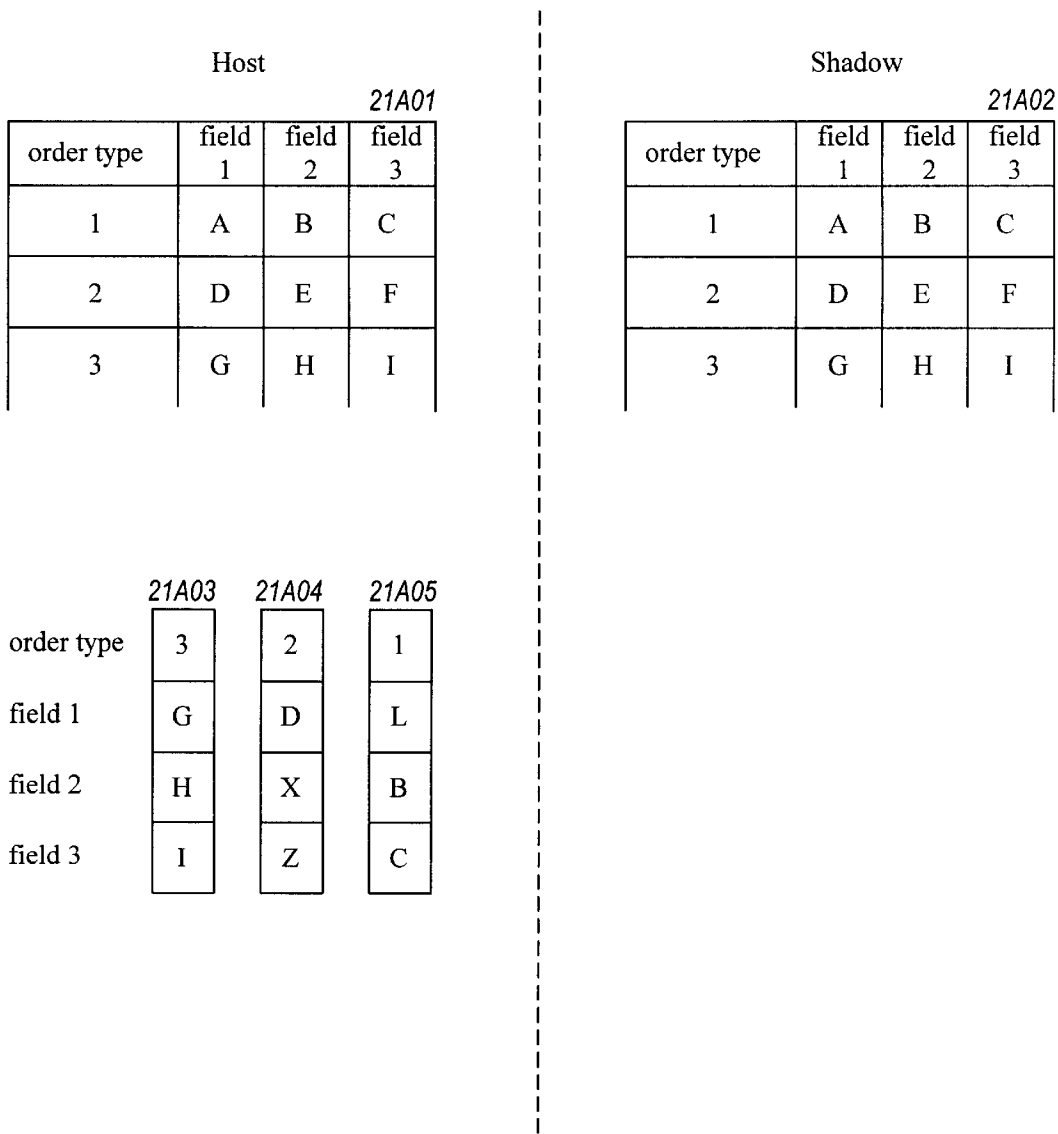 Host
21A01
order type field 1 field 2 field 3
1 A B C
2 D E F
3 G H I
Shadow
21A02
order type field 1 field 2 field 3
1 A B C
2 D E F
3 G H I
21A03 21A04 21A05
order type 3 2 1
field 1 G D L
field 2 H X B
field 3 I Z C